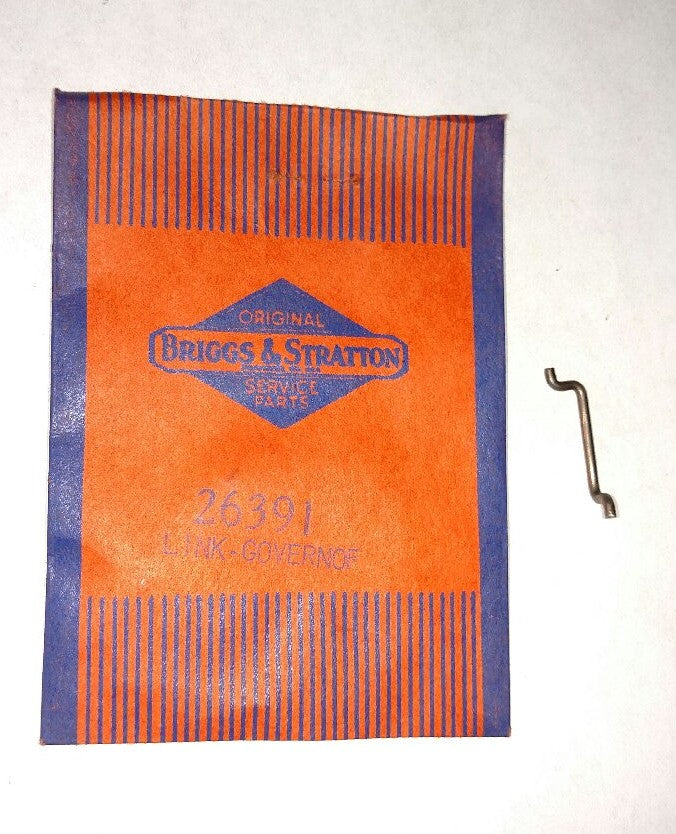 ORIGINAL
BRIGGS & STRATTON
SERVICE
PARTS
26391
LINK-GOVERNOR